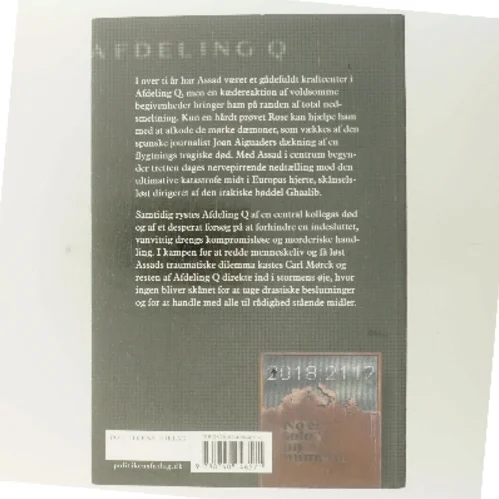 AFDELING Q
I over ti år har Assad været et gådefuldt kraftcenter i
Afdeling Q, men en kædereaktion af voldsomme
begivenheder bringer ham på randen af total ned-
smeltning. Kun en hårdt prøvet Rose kan hjælpe ham
med at afkode de mørke dæmoner, som vækkes af den
spanske journalist Joan Aiguaders dækning af en
flygtnings tragiske død. Med Assad i centrum begyn-
der tretten dages nervepirrende nedtælling mod den
ultimative katastrofe midt i Europas hjerte, skånsels-
løst dirigeret af den irakiske bøddel Ghaalib.
Samtidig rystes Afdeling Q af en central kollegas død
og af et desperat forsøg på at forhindre en indesluttet,
vanvittig drengs kompromisløse og morderiske hand-
ling. I kampen for at redde menneskeliv og få løst
Assads traumatiske dilemma kastes Carl Mørck og
resten af Afdeling Q direkte ind i stormens øje, hvor
ingen bliver skånet for at tage drastiske beslutninger
og for at handle med alle til rådighed stående midler.
2018 2117
politikensforlag.dk